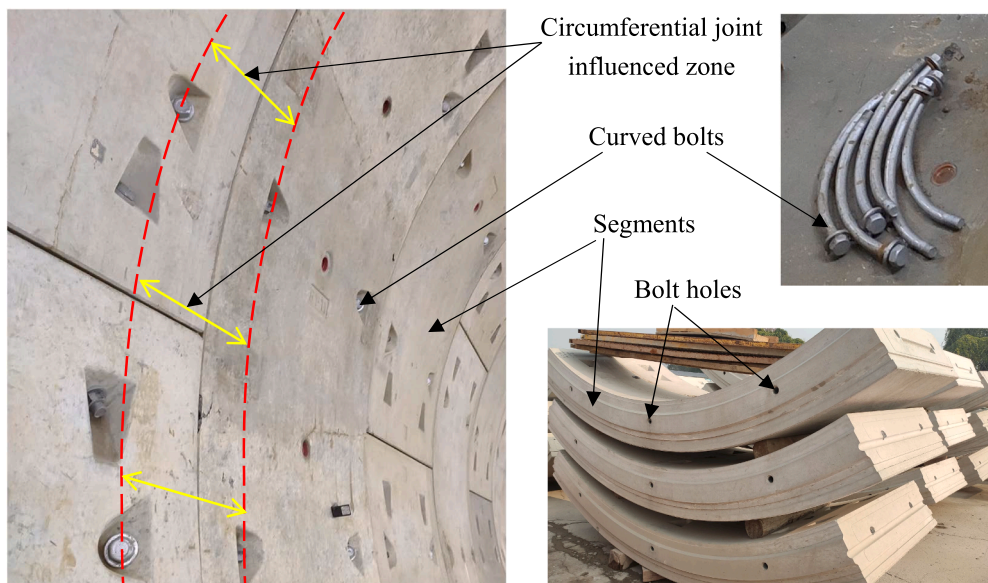 Circumferential joint
influenced zone
Curved bolts
Segments
Bolt holes